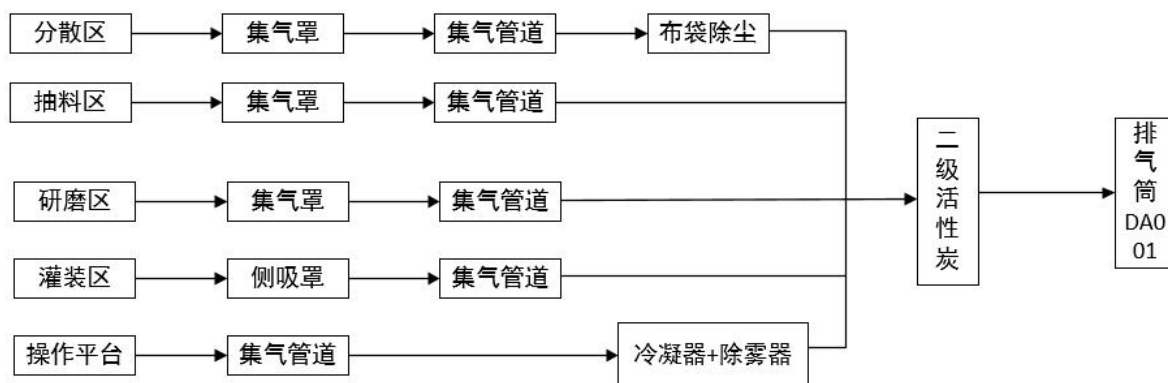 分散区
集气罩
集气管道
布袋除尘
抽料区
集气罩
集气管道
研磨区
集气罩
集气管道
灌装区
侧吸罩
集气管道
操作平台
集气管道
冷凝器+除雾器
二
级
活
性
炭
排
气
筒
DA0
01